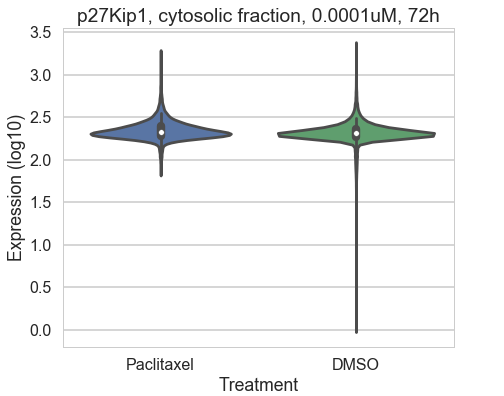 p27Kip1, cytosolic fraction, 0.0001uM, 72h
3.5
3.0
2.5
2.0
1.5
1.0
0.5
0.0
Expression (log10)
Paclitaxel DMSO
Treatment